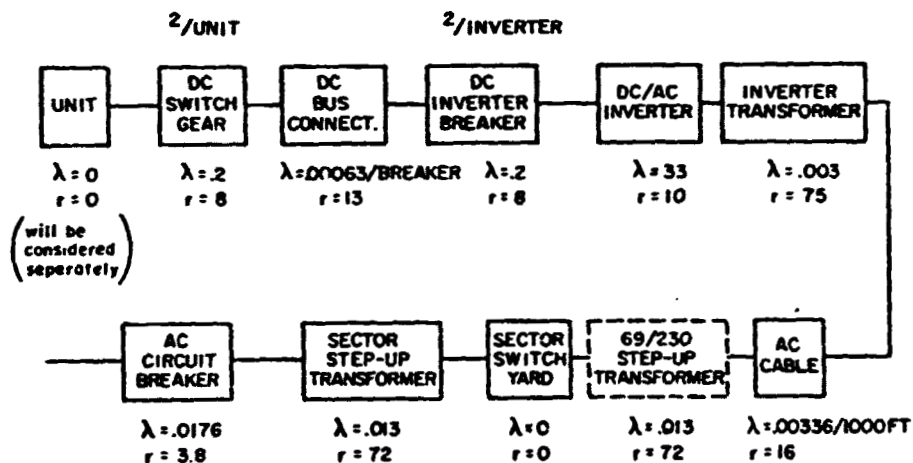 2/UNIT
2/INVERTER
UNIT
DC
SWITCH
GEAR
DC
BUS
CONNECT.
DC
INVERTER
BREAKER
DC/AC
INVERTER
INVERTER
TRANSFORMER
λ=0
r=0
(will be
considered
seperately)
λ=.2
r=8
λ=.00063/BREAKER
r=13
λ=.2
r=8
λ=33
r=10
λ=.003
r=75
AC
CIRCUIT
BREAKER
SECTOR
STEP-UP
TRANSFORMER
SECTOR
SWITCH
YARD
69/230
STEP-UP
TRANSFORMER
AC
CABLE
λ=.0176
r=3.8
λ=.013
r=72
λ=0
r=0
λ=.013
r=72
λ=.00336/1000FT
r=16